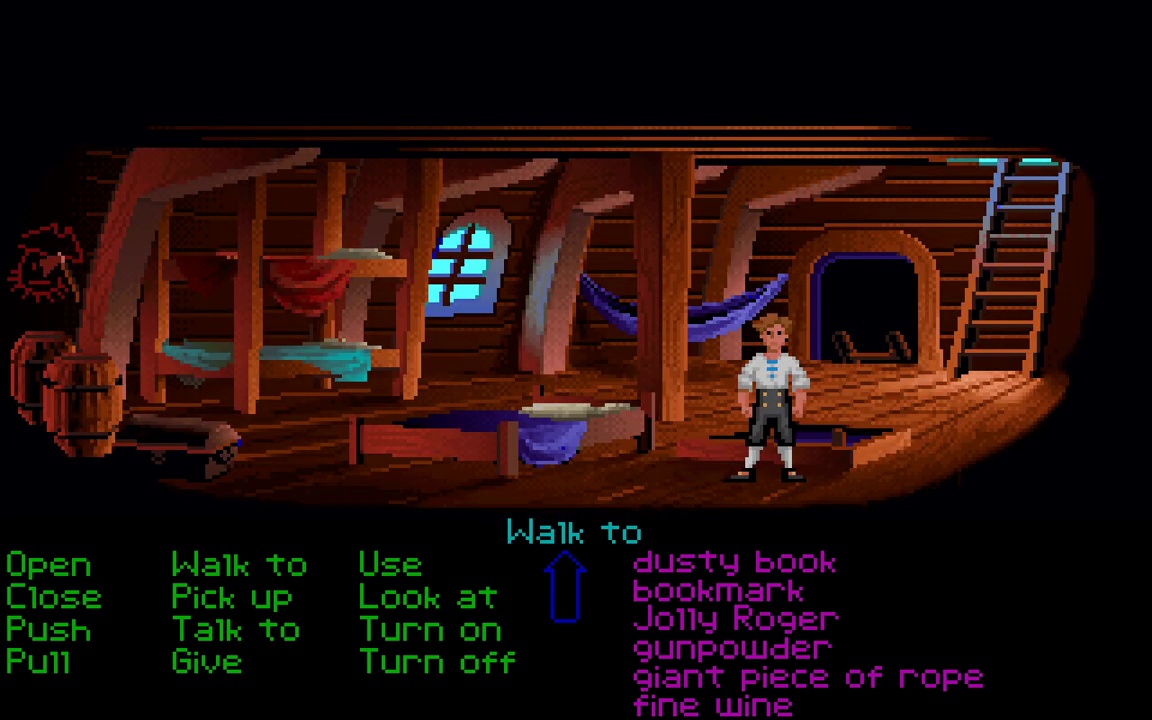 Walk to
Open Walk to Use
Close Pick up Look at
Push Talk to Turn on
Pull Give Turn off
dusty book
bookmark
Jolly Roger
gunpowder
giant piece of rope
fine wine